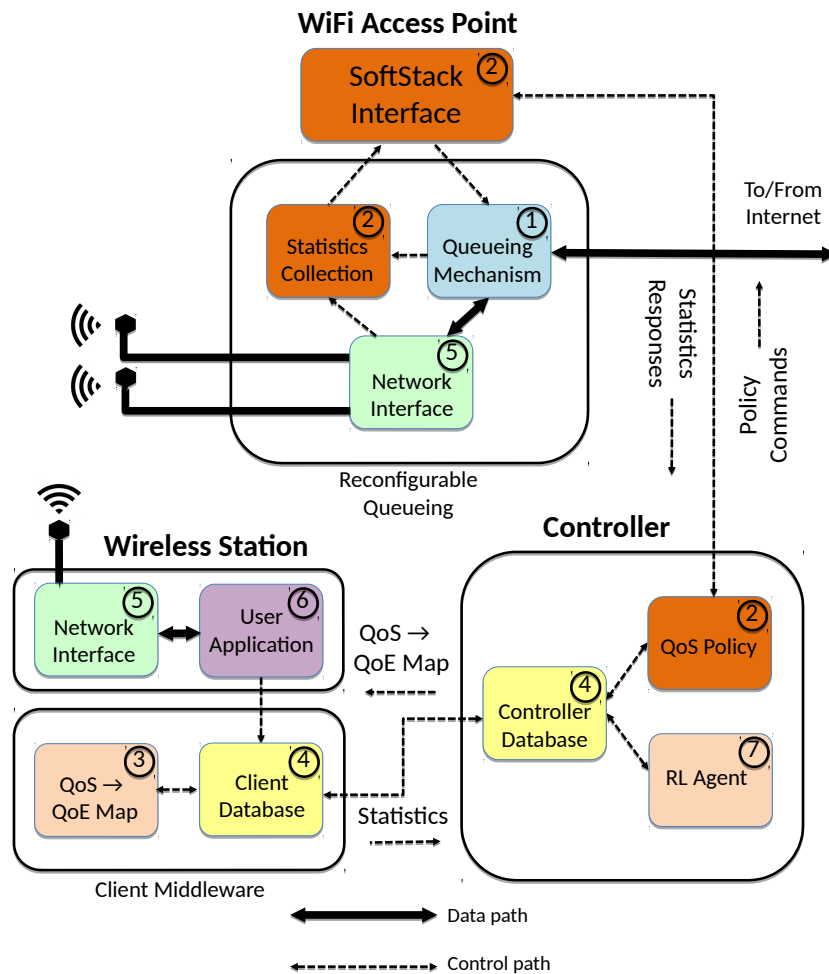 WiFi Access Point
SoftStack
Interface
2
To/From
Internet
Statistics
Collection
2
Queueing
Mechanism
1
Network
Interface
5
Reconfigurable
Queueing
Statistics
Responses
Policy
Commands
Wireless Station
Network
Interface
5
User
Application
6
QoS →
QoE Map
3
Client
Database
4
Client Middleware
QoS →
QoE Map
Statistics
Controller
Controller
Database
4
QoS Policy
2
RL Agent
7
Data path
Control path